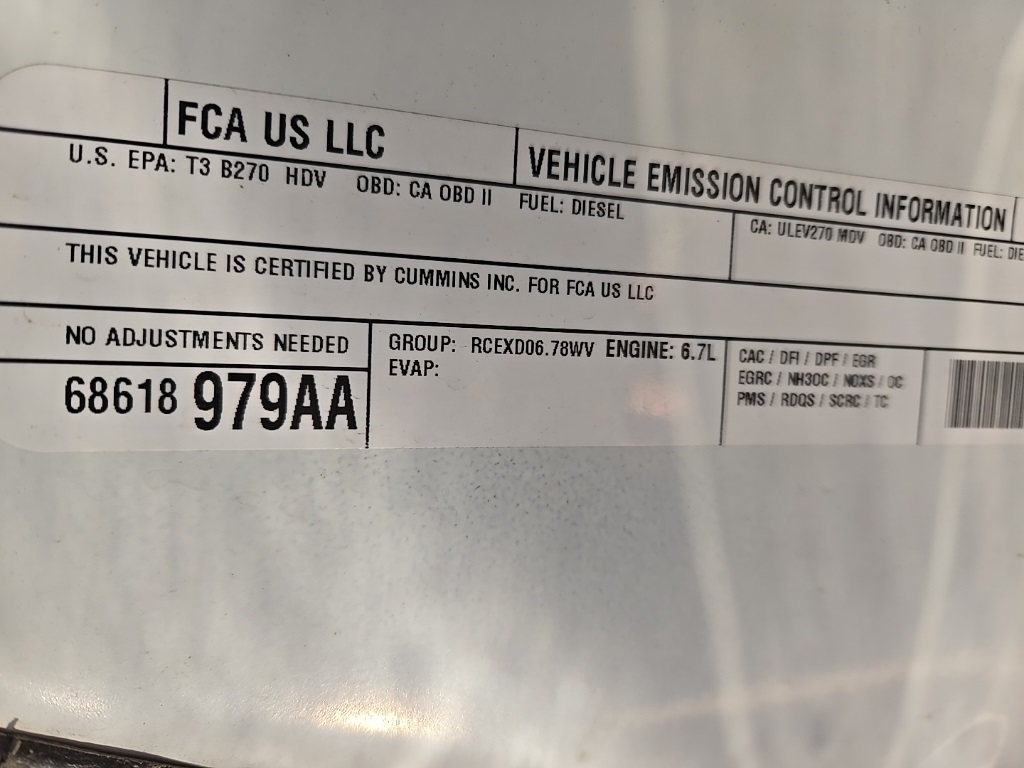 FCA US LLC
VEHICLE EMISSION CONTROL INFORMATION
U.S. EPA: T3 B270 HDV OBD: CA OBD II FUEL: DIESEL
CA: ULEV270 MDV OBD: CA OBD II FUEL: DIE
THIS VEHICLE IS CERTIFIED BY CUMMINS INC. FOR FCA US LLC
NO ADJUSTMENTS NEEDED
68618 979AA
GROUP: RCEXD06.78WV ENGINE: 6.7L
EVAP:
CAC / DFI / DPF / EGR
EGRC / NH3OC / NOXS / OC
PMS / RDQS / SCRC / TC